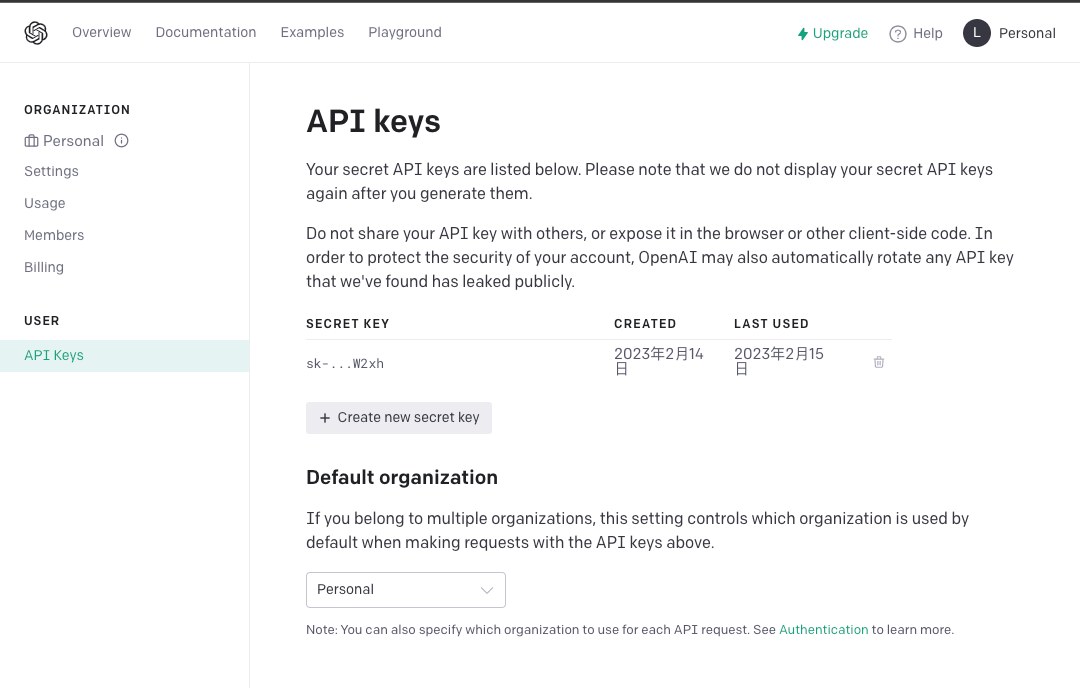 Overview Documentation Examples Playground Upgrade Help L Personal
ORGANIZATION
Personal
Settings
Usage
Members
Billing
USER
API Keys
API keys
Your secret API keys are listed below. Please note that we do not display your secret API keys
again after you generate them.
Do not share your API key with others, or expose it in the browser or other client-side code. In
order to protect the security of your account, OpenAI may also automatically rotate any API key
that we've found has leaked publicly.
SECRET KEY CREATED LAST USED
sk-...W2xh 2023年2月14日 2023年2月15日
+ Create new secret key
Default organization
If you belong to multiple organizations, this setting controls which organization is used by
default when making requests with the API keys above.
Personal
Note: You can also specify which organization to use for each API request. See Authentication to learn more.